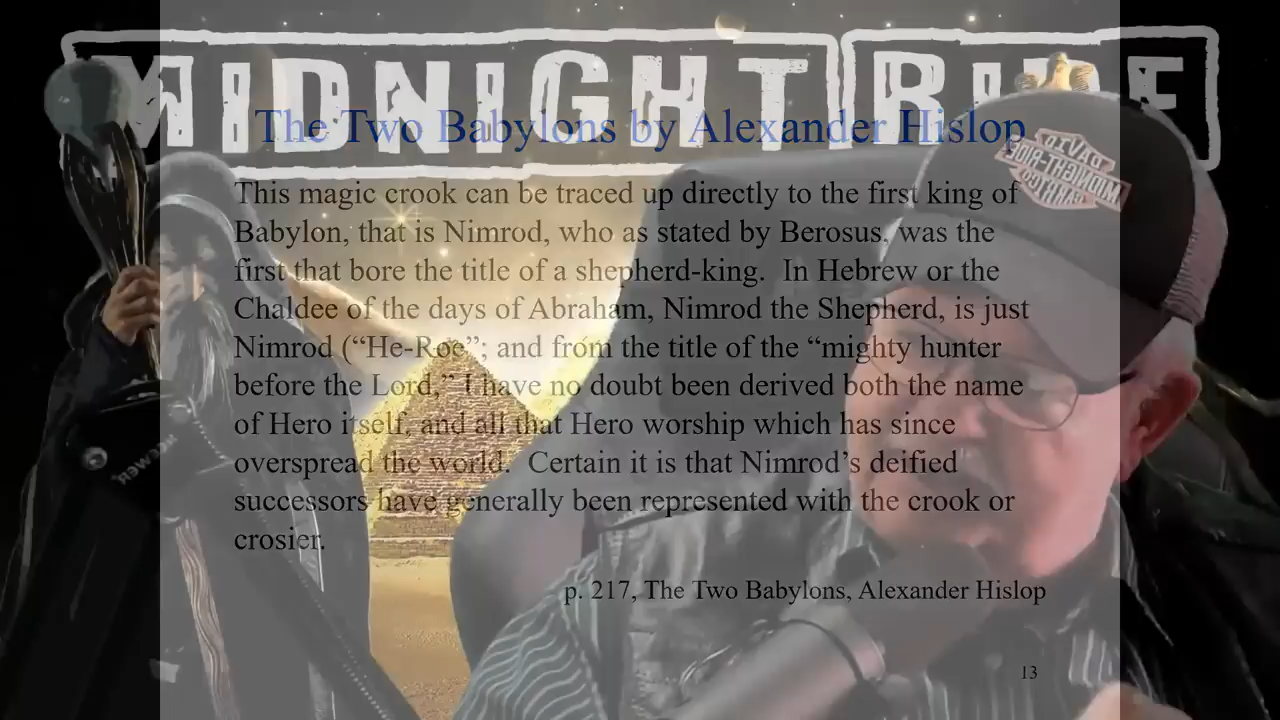 MIDNIGHT RIDE
The Two Babylons by Alexander Hislop
This magic crook can be traced up directly to the first king of
Babylon, that is Nimrod, who as stated by Berosus, was the
first that bore the title of a shepherd-king.  In Hebrew or the
Chaldee of the days of Abraham, Nimrod the Shepherd, is just
Nimrod (“He-Roe”; and from the title of the “mighty hunter
before the Lord,” I have no doubt been derived both the name
of Hero itself, and all that Hero worship which has since
overspread the world.  Certain it is that Nimrod’s deified
successors have generally been represented with the crook or
crosier.
p. 217, The Two Babylons, Alexander Hislop
13
DAVID
MIDNIGHT-RIDE